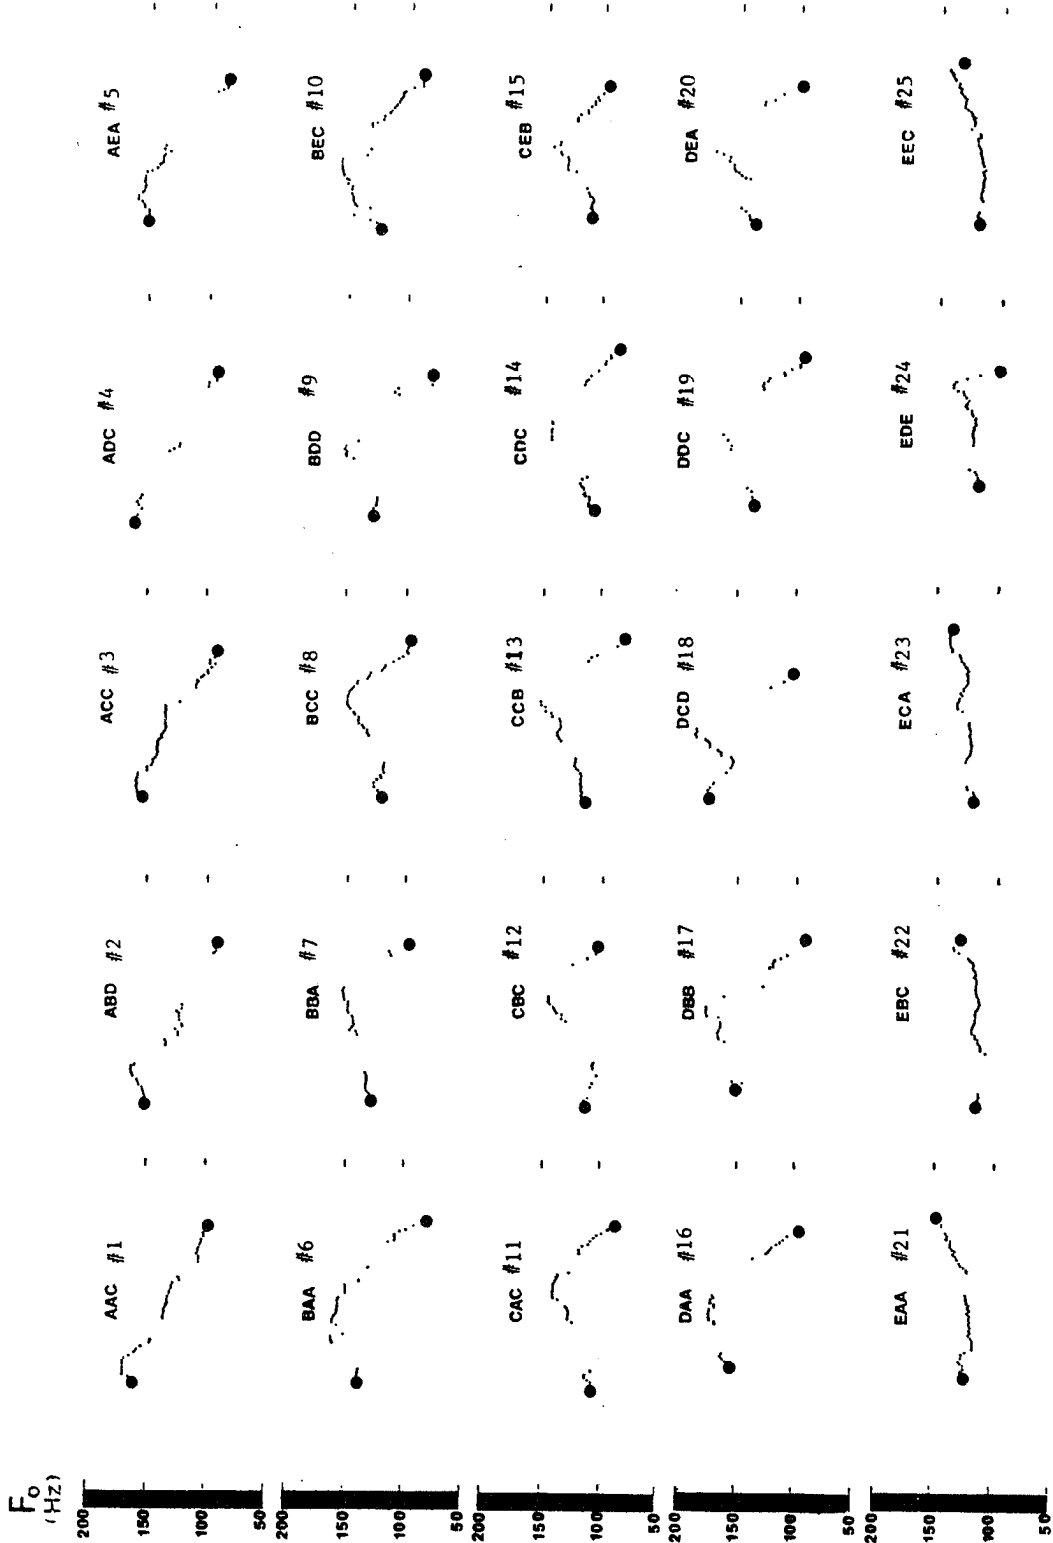 F₀
(Hz)
200
150
100
50
AAC #1
ABD #2
ACC #3
ADC #4
AEA #5
200
150
100
50
BAA #6
BBA #7
BCC #8
BDD #9
BEC #10
200
150
100
50
CAC #11
CBC #12
CCB #13
CDC #14
CEB #15
200
150
100
50
DAA #16
DBB #17
DCD #18
DDC #19
DEA #20
200
150
100
50
EAA #21
EBC #22
ECA #23
EDE #24
EEC #25